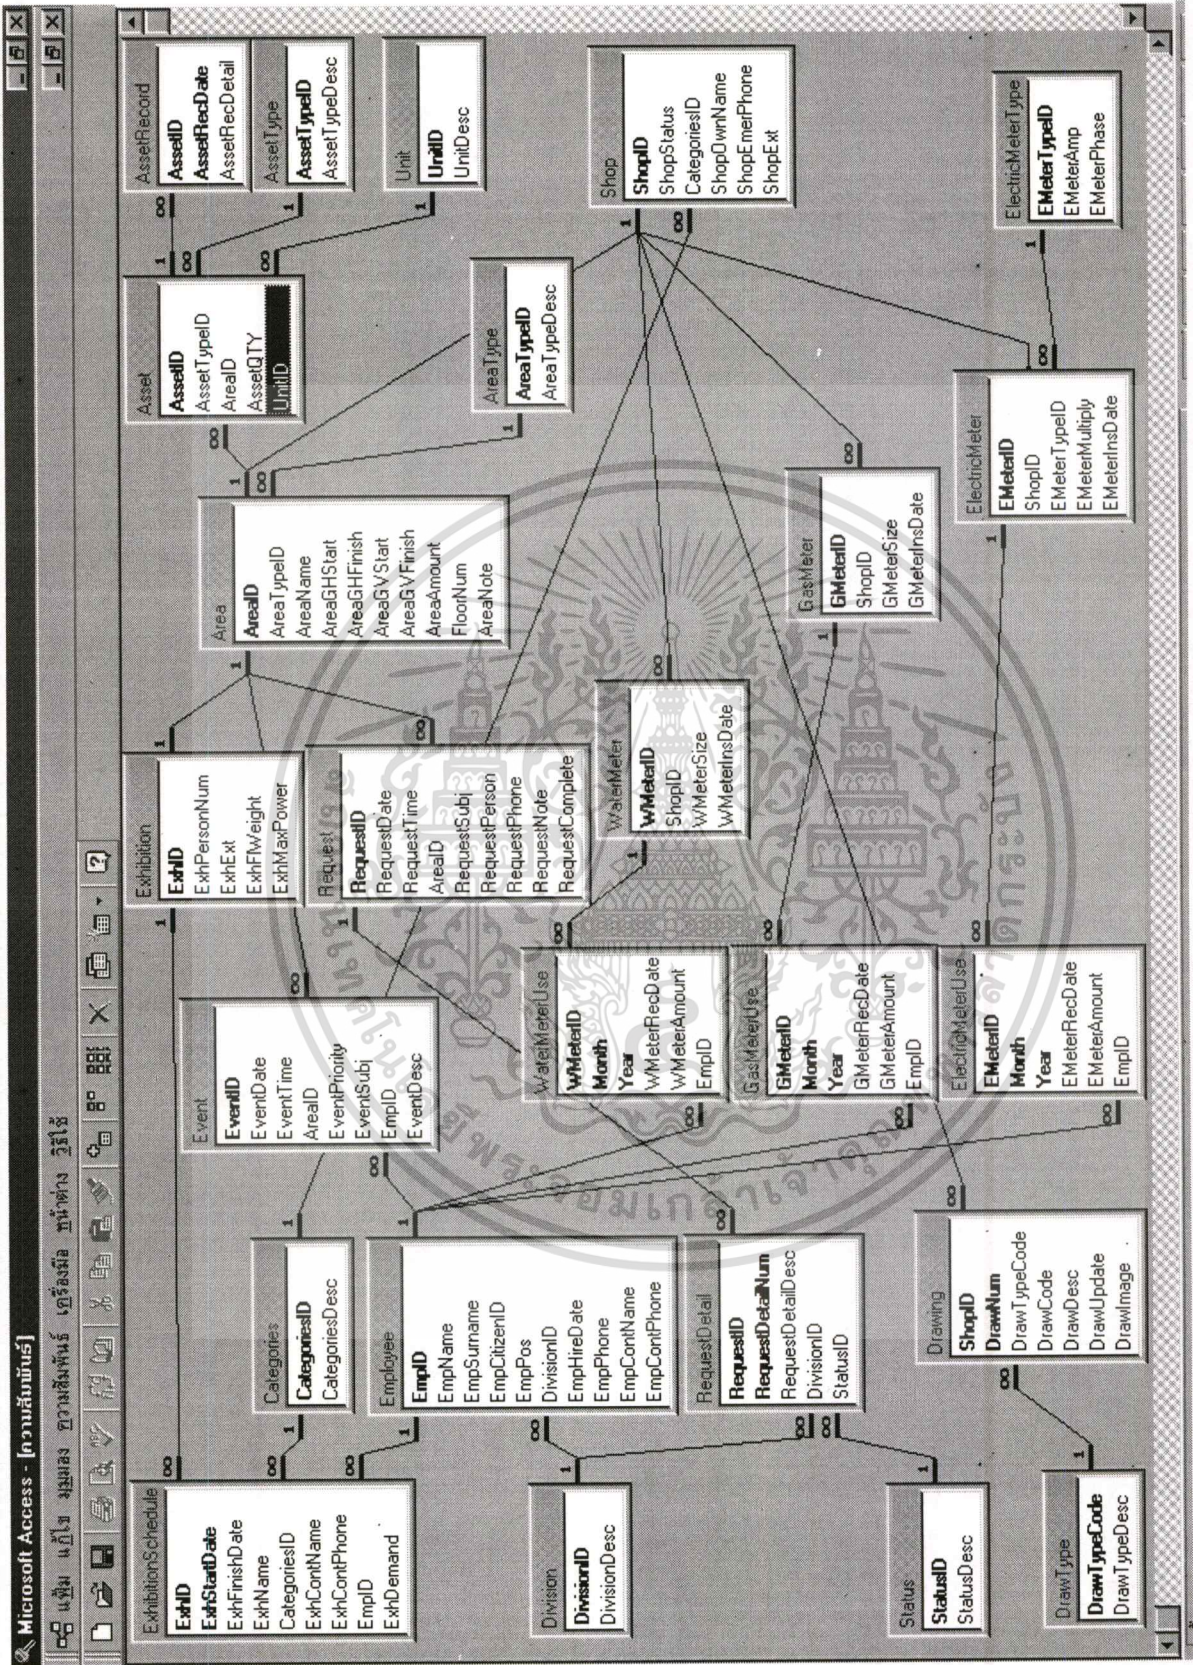 Microsoft Access - [ความสัมพันธ์]
แฟ้ม แก้ไข มุมมอง ความสัมพันธ์ เครื่องมือ หน้าต่าง วิธีใช้
ExhibitionSchedule
ExhID
ExhStartDate
ExhFinishDate
ExhName
CategoriesID
ExhContName
ExhContPhone
EmpID
ExhDemand
Categories
CategoriesID
CategoriesDesc
Event
EventID
EventDate
EventTime
AreaID
EventPriority
EventSubj
EmpID
EventDesc
Exhibition
ExhID
ExhPersonNum
ExhExt
ExhFlWeight
ExhMaxPower
Area
AreaID
AreaTypeID
AreaName
AreaGHStart
AreaGHFinish
AreaGVStart
AreaGVFinish
AreaAmount
FloorNum
AreaNote
Asset
AssetID
AssetTypeID
AreaID
AssetQTY
UnitID
AssetRecord
AssetID
AssetRecDate
AssetRecDetail
AssetType
AssetTypeID
AssetTypeDesc
Unit
UnitID
UnitDesc
Division
DivisionID
DivisionDesc
Employee
EmpID
EmpName
EmpSurname
EmpCitizenID
EmpPos
DivisionID
EmpHireDate
EmpPhone
EmpContName
EmpContPhone
Request
RequestID
RequestDate
RequestTime
AreaID
RequestSubj
RequestPerson
RequestPhone
RequestNote
RequestComplete
AreaType
AreaTypeID
AreaTypeDesc
Shop
ShopID
ShopStatus
CategoriesID
ShopOwnName
ShopEmerPhone
ShopExt
RequestDetail
RequestID
RequestDetailNum
RequestDetailDesc
DivisionID
StatusID
WaterMeterUse
WMeterID
Month
Year
WMeterRecDate
WMeterAmount
EmpID
WaterMeter
WMeterID
ShopID
WMeterSize
WMeterInsDate
GasMeterUse
GMeterID
Month
Year
GMeterRecDate
GMeterAmount
EmpID
GasMeter
GMeterID
ShopID
GMeterSize
GMeterInsDate
Status
StatusID
StatusDesc
Drawing
ShopID
DrawNum
DrawTypeCode
DrawCode
DrawDesc
DrawUpdate
DrawImage
ElectricMeterUse
EMeterID
Month
Year
EMeterRecDate
EMeterAmount
EmpID
ElectricMeter
EMeterID
ShopID
EMeterTypeID
EMeterMultiply
EMeterInsDate
ElectricMeterType
EMeterTypeID
EMeterAmp
EMeterPhase
DrawType
DrawTypeCode
DrawTypeDesc